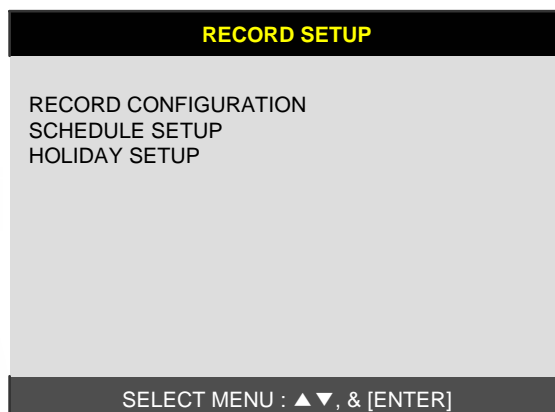 RECORD SETUP
RECORD CONFIGURATION
SCHEDULE SETUP
HOLIDAY SETUP
SELECT MENU : ▲▼, & [ENTER]